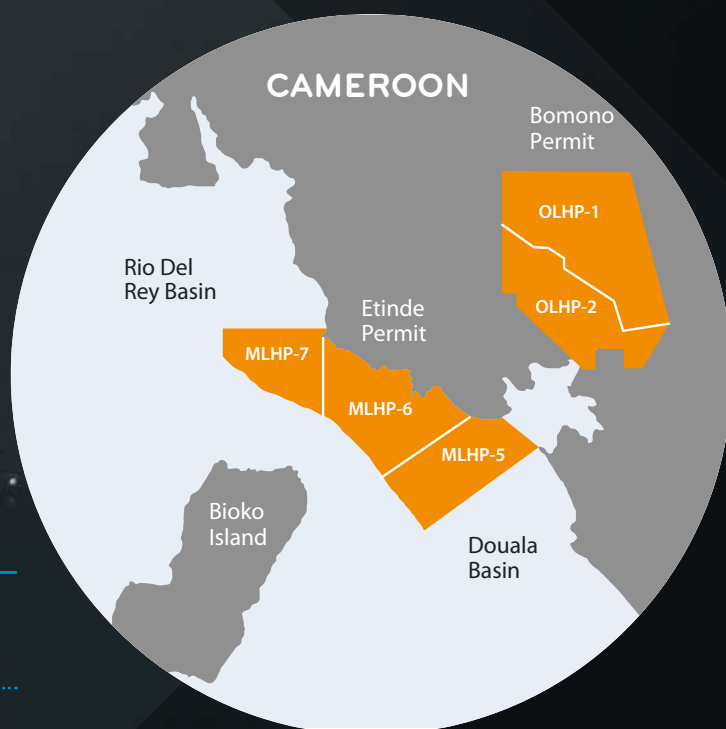 CAMEROON
Bomono
Permit
OLHP-1
Rio Del
Rey Basin
OLHP-2
Etinde
Permit
MLHP-7
MLHP-6
MLHP-5
Bioko
Island
Douala
Basin